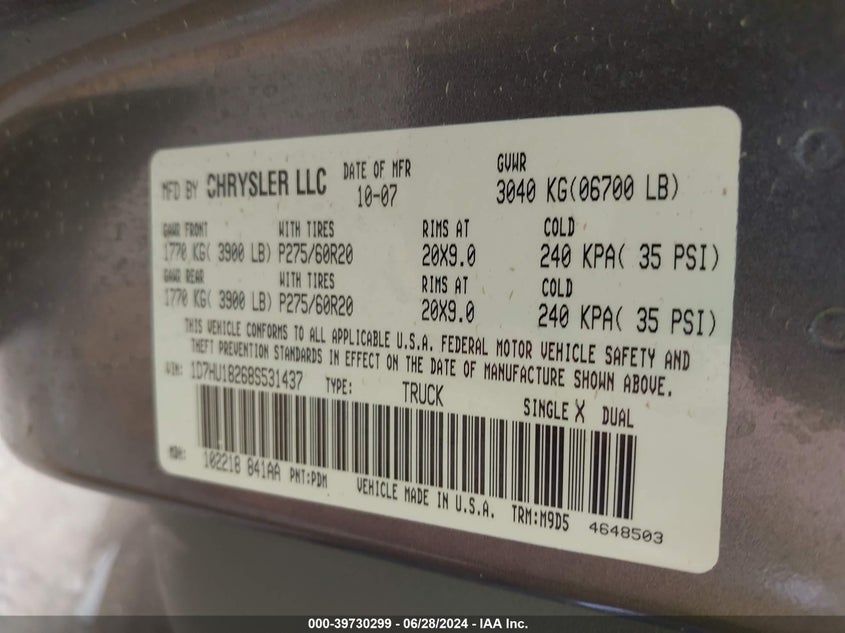 MFD BY CHRYSLER LLC DATE OF MFR 10-07 GVWR 3040 KG(06700 LB)
GAWR FRONT WITH TIRES RIMS AT COLD
1770 KG( 3900 LB) P275/60R20 20X9.0 240 KPA( 35 PSI)
GAWR REAR WITH TIRES RIMS AT COLD
1770 KG( 3900 LB) P275/60R20 20X9.0 240 KPA( 35 PSI)
THIS VEHICLE CONFORMS TO ALL APPLICABLE U.S.A. FEDERAL MOTOR VEHICLE SAFETY AND
THEFT PREVENTION STANDARDS IN EFFECT ON THE DATE OF MANUFACTURE SHOWN ABOVE.
VIN: 1D7HU18268S531437 TYPE: TRUCK SINGLE X DUAL
MDH: 102218 841AA PNT:PDM VEHICLE MADE IN U.S.A. TRM:M9D5 4648503
000-39730299 - 06/28/2024 - IAA Inc.